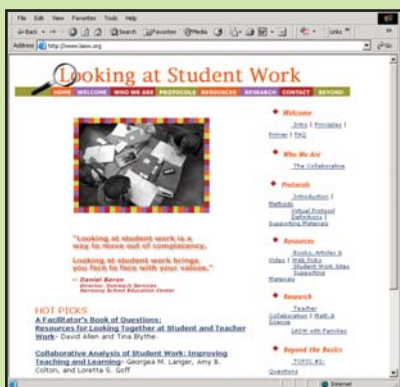 File Edit View Favorites Tools Help
Back Search Favorites Media
Address http://www.lasw.org Go Links
Looking at Student Work
HOME WELCOME WHO WE ARE PROTOCOLS RESOURCES RESEARCH CONTACT BEYOND
"Looking at student work is a
way to move out of complacency.
Looking at student work brings
you face to face with your values."
— Daniel Baron
Director, Outreach Services
Harmony School Education Center
HOT PICKS
A Facilitator's Book of Questions:
Resources for Looking Together at Student and Teacher
Work- David Allen and Tina Blythe.
Collaborative Analysis of Student Work: Improving
Teaching and Learning- Georgea M. Langer, Amy B.
Colton, and Loretta S. Goff
Welcome
Intro | Principles |
Primer | FAQ
Who We Are
The Collaborative
Protocols
Introduction |
Methods
Virtual Protocol
Definitions |
Supporting Materials
Resources
Books, Articles &
Video | Web Picks
Student Work Sites
Supporting
Materials
Research
Teacher
Collaboration | Math &
Science
LASW with Families
Beyond the Basics
TOPIC #1:
Questions
Internet